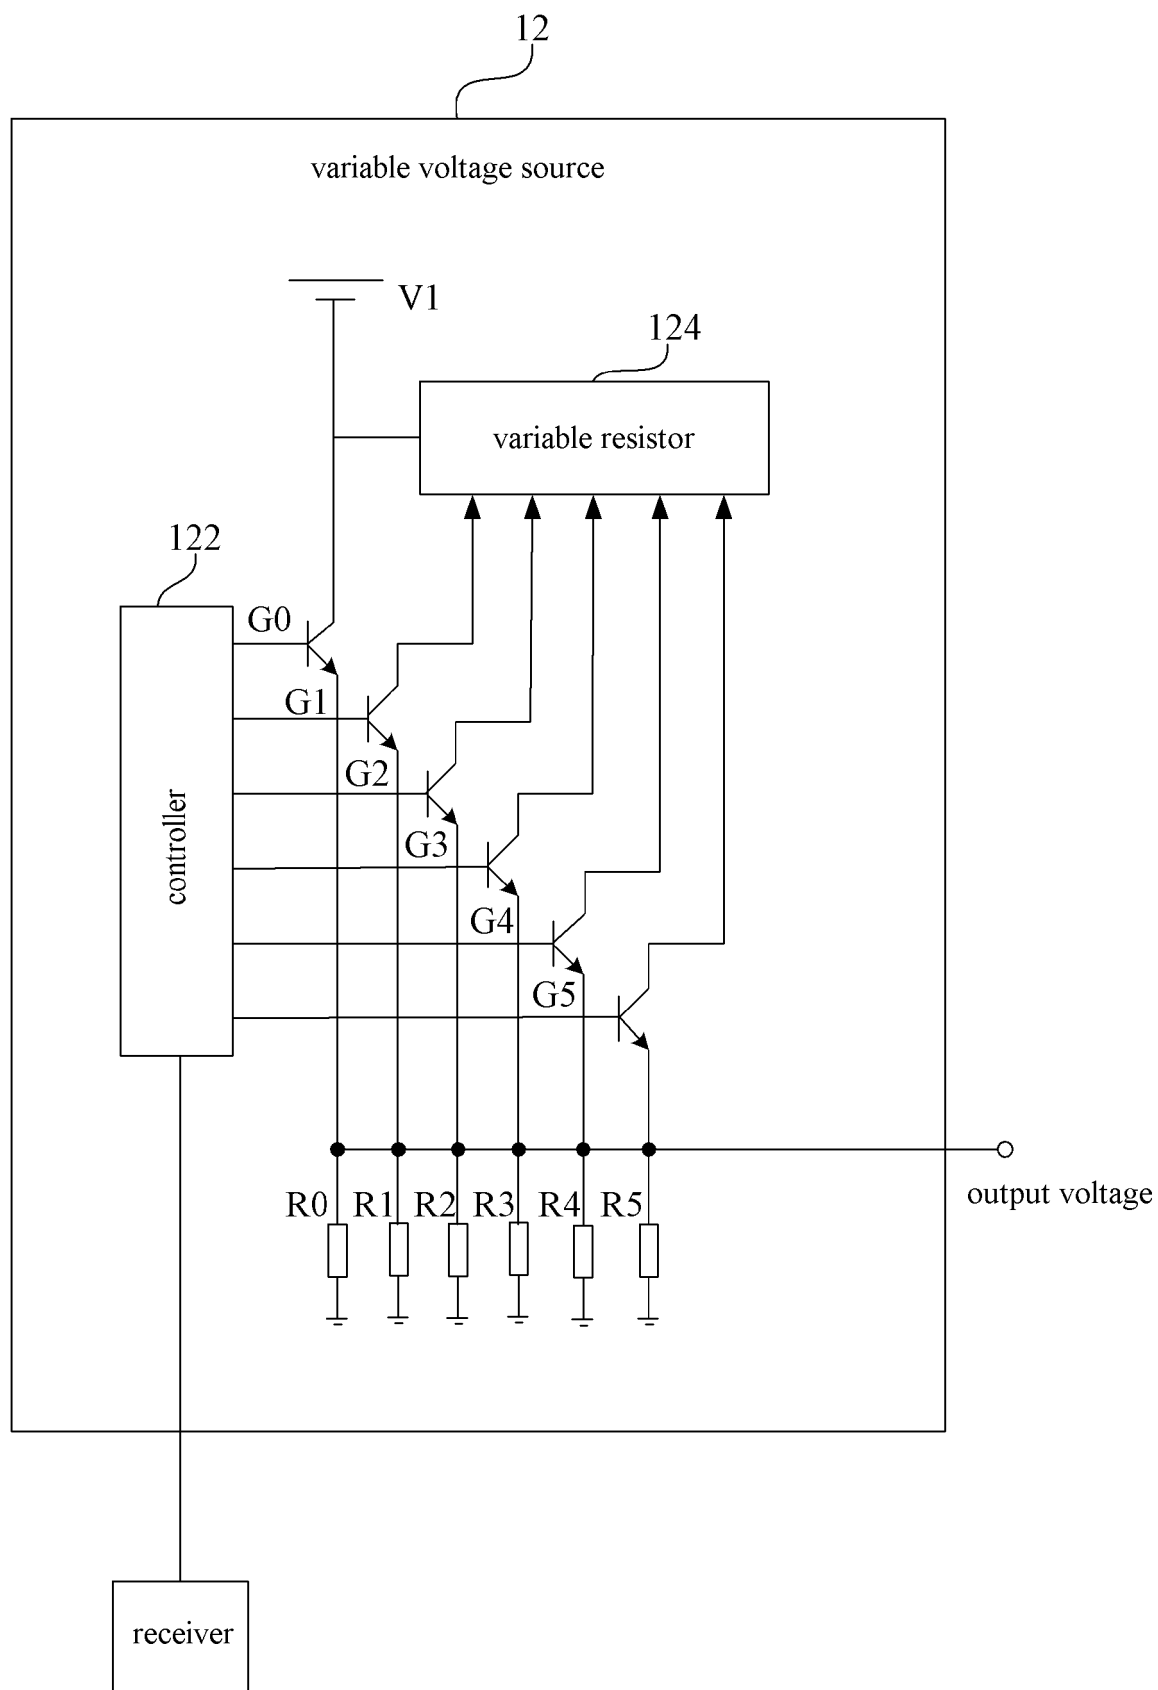 12
variable voltage source
V1
124
variable resistor
122
G0
G1
G2
G3
G4
G5
controller
R0 R1 R2 R3 R4 R5
output voltage
receiver